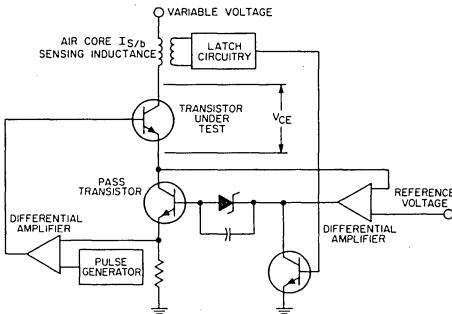 VARIABLE VOLTAGE
AIR CORE IS/b
SENSING INDUCTANCE
LATCH
CIRCUITRY
TRANSISTOR
UNDER
TEST
VCE
PASS
TRANSISTOR
REFERENCE
VOLTAGE
DIFFERENTIAL
AMPLIFIER
DIFFERENTIAL
AMPLIFIER
PULSE
GENERATOR